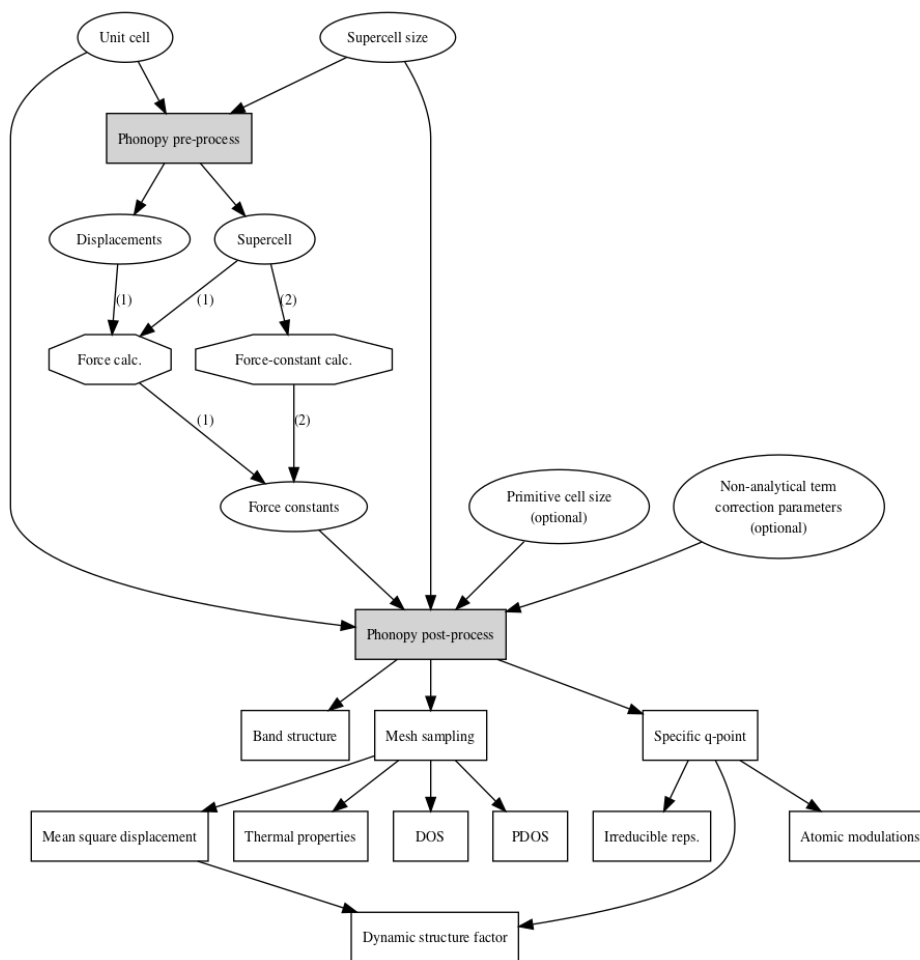 Unit cell
Supercell size
Phonopy pre-process
Displacements
Supercell
(1)
(1)
(2)
Force calc.
Force-constant calc.
(1)
(2)
Force constants
Primitive cell size
(optional)
Non-analytical term
correction parameters
(optional)
Phonopy post-process
Band structure
Mesh sampling
Specific q-point
Mean square displacement
Thermal properties
DOS
PDOS
Irreducible reps.
Atomic modulations
Dynamic structure factor